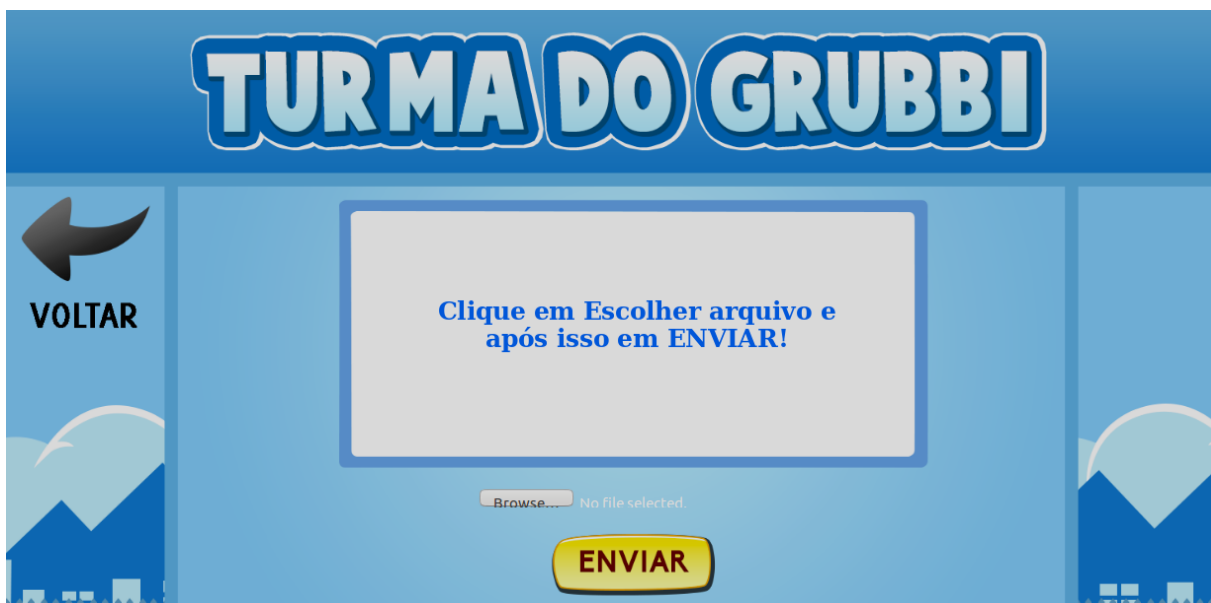 TURMA DO GRUBBI
VOLTAR
Clique em Escolher arquivo e
após isso em ENVIAR!
Browse... No file selected.
ENVIAR